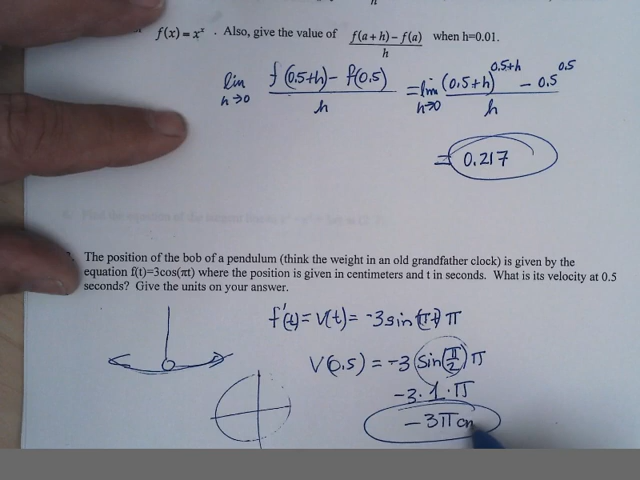 h
f(x) = xˣ . Also, give the value of f(a + h) − f(a) / h when h=0.01.
lim h→0 f(0.5+h) − f(0.5) / h = lim h→0 (0.5+h)^0.5+h − 0.5^0.5 / h
= 0.217
The position of the bob of a pendulum (think the weight in an old grandfather clock) is given by the
equation f(t)=3cos(πt) where the position is given in centimeters and t in seconds. What is its velocity at 0.5
seconds? Give the units on your answer.
f'(t) = v(t) = -3 sin(πt) π
V(0.5) = -3 (sin(π/2)) π
-3 · 1 · π
-3π cm